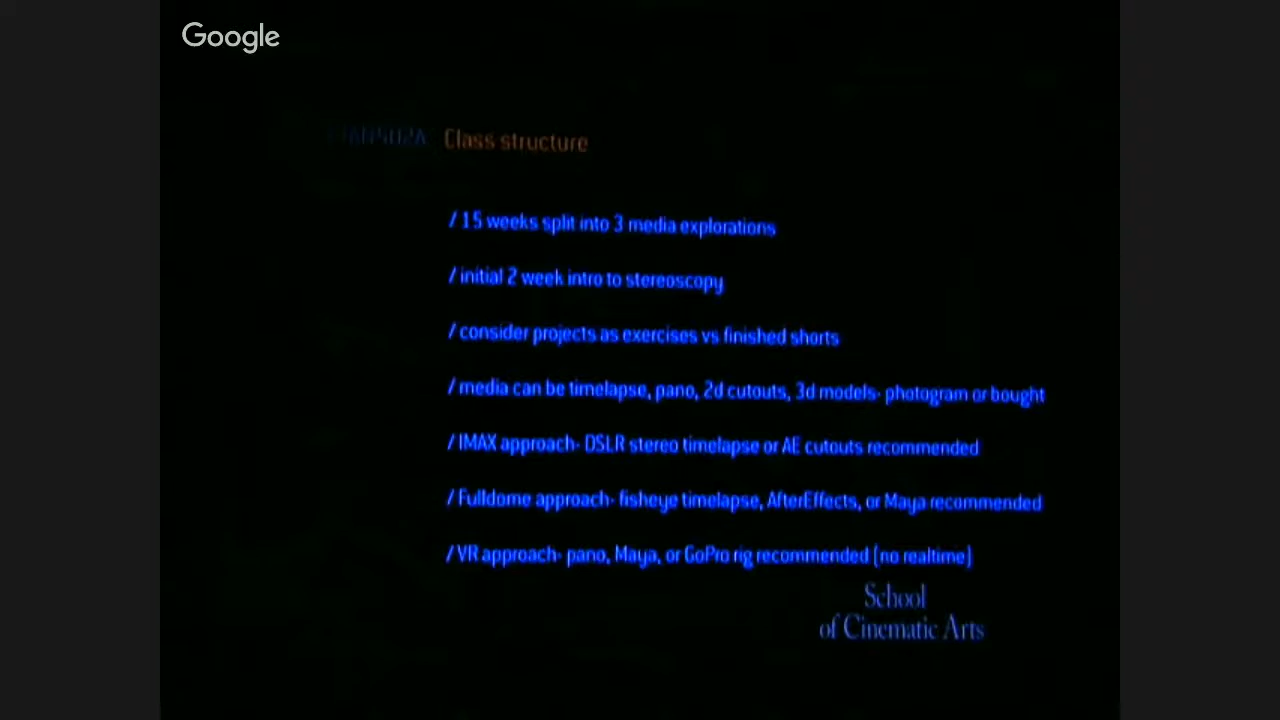 Google
Class structure
/ 15 weeks split into 3 media explorations
/ initial 2 week intro to stereoscopy
/ consider projects as exercises vs finished shorts
/ media can be timelapse, pano, 2d cutouts, 3d models- photogram or bought
/ IMAX approach- DSLR stereo timelapse or AE cutouts recommended
/ Fulldome approach- fisheye timelapse, AfterEffects, or Maya recommended
/ VR approach- pano, Maya, or GoPro rig recommended (no realtime)
School
of Cinematic Arts